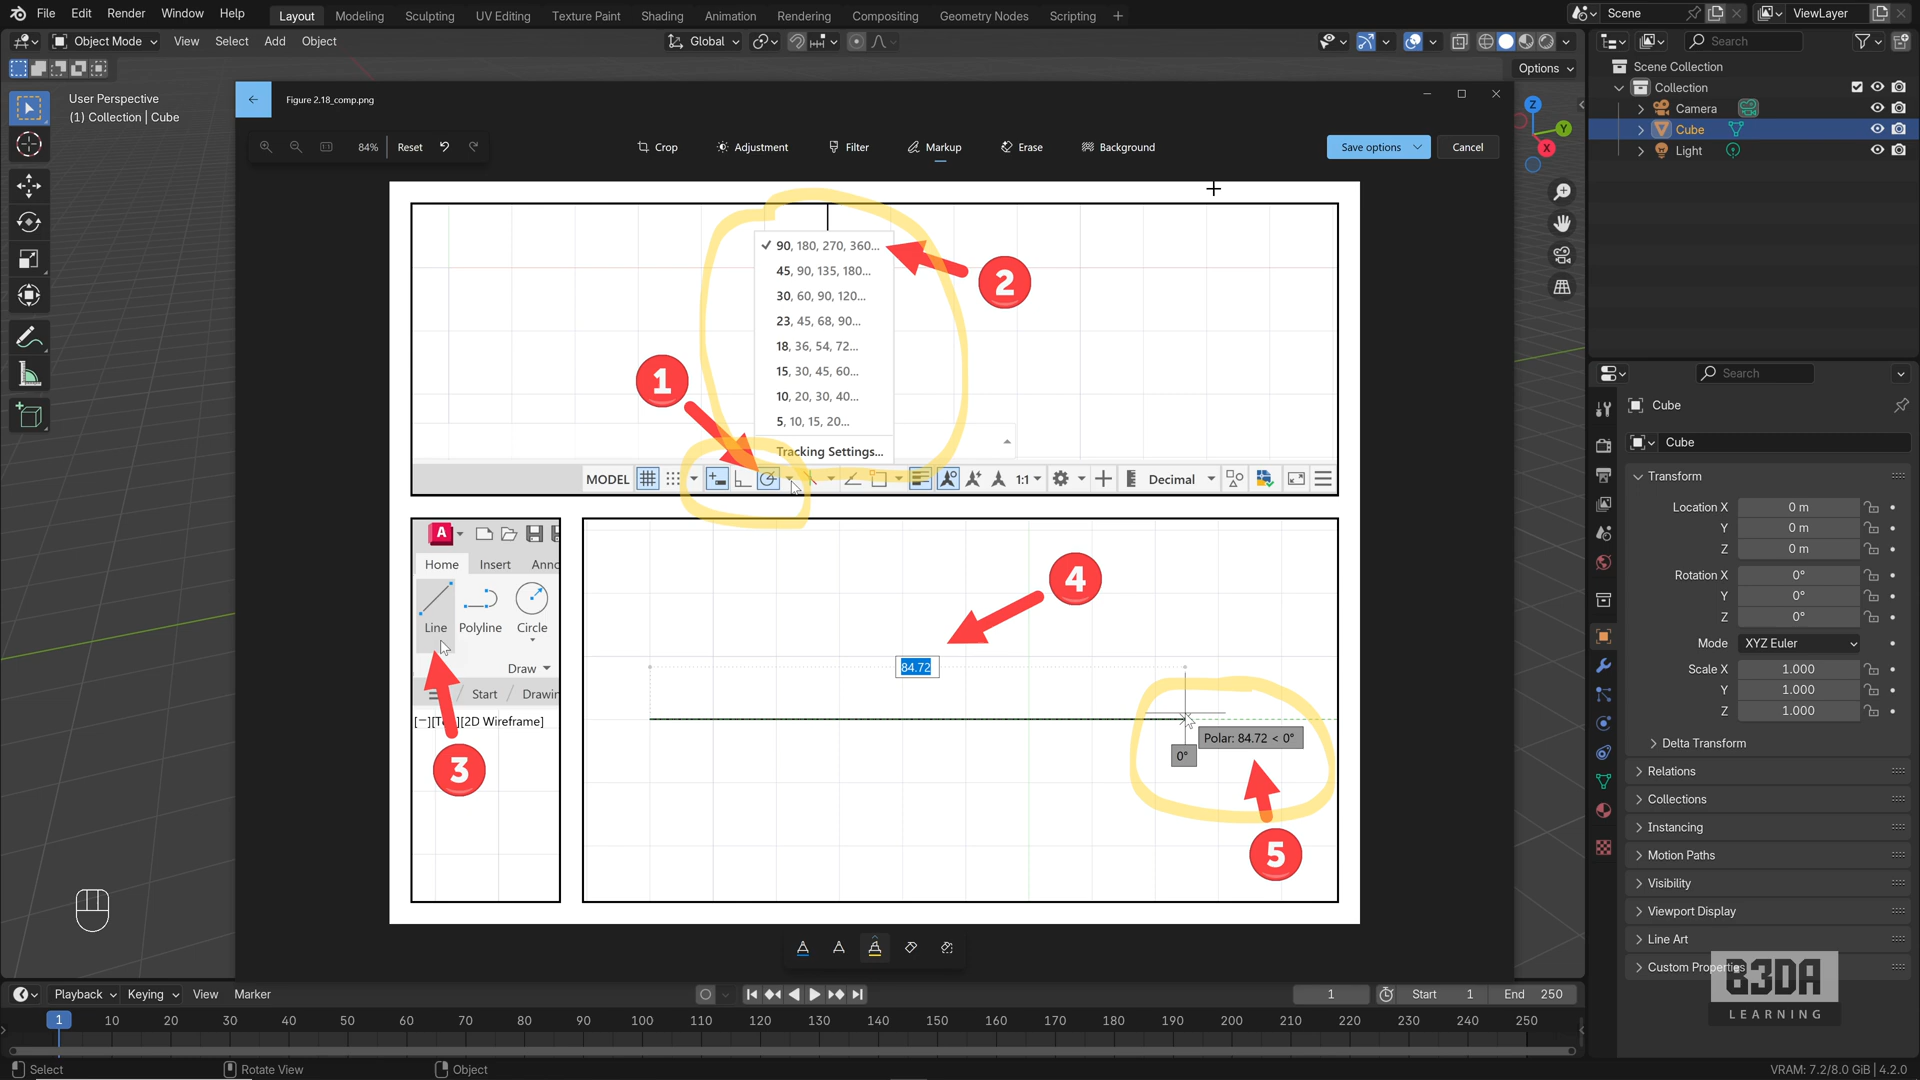 File Edit Render Window Help Layout Modeling Sculpting UV Editing Texture Paint Shading Animation Rendering Compositing Geometry Nodes Scripting + Scene ViewLayer
Object Mode View Select Add Object Global Search
Options
User Perspective
(1) Collection | Cube
Scene Collection
Collection
Camera
Cube
Light
Z
Y
X
Figure 2.18_comp.png
84% Reset Crop Adjustment Filter Markup Erase Background Save options Cancel
90, 180, 270, 360...
45, 90, 135, 180...
30, 60, 90, 120...
23, 45, 68, 90...
18, 36, 54, 72...
15, 30, 45, 60...
10, 20, 30, 40...
5, 10, 15, 20...
Tracking Settings...
1
2
MODEL 1:1 Decimal
A
Home Insert Anno
Line Polyline Circle
Draw
Start Drawin
][2D Wireframe]
3
4
84.72
Polar: 84.72 < 0°
0°
5
Search
Cube
Cube
Transform
Location X 0 m
Y 0 m
Z 0 m
Rotation X 0°
Y 0°
Z 0°
Mode XYZ Euler
Scale X 1.000
Y 1.000
Z 1.000
Delta Transform
Relations
Collections
Instancing
Motion Paths
Visibility
Viewport Display
Line Art
Custom Properties
B3DA
LEARNING
Playback Keying View Marker 1 Start 1 End 250
1 10 20 30 40 50 60 70 80 90 100 110 120 130 140 150 160 170 180 190 200 210 220 230 240 250
Select Rotate View Object VRAM: 7.2/8.0 GiB | 4.2.0